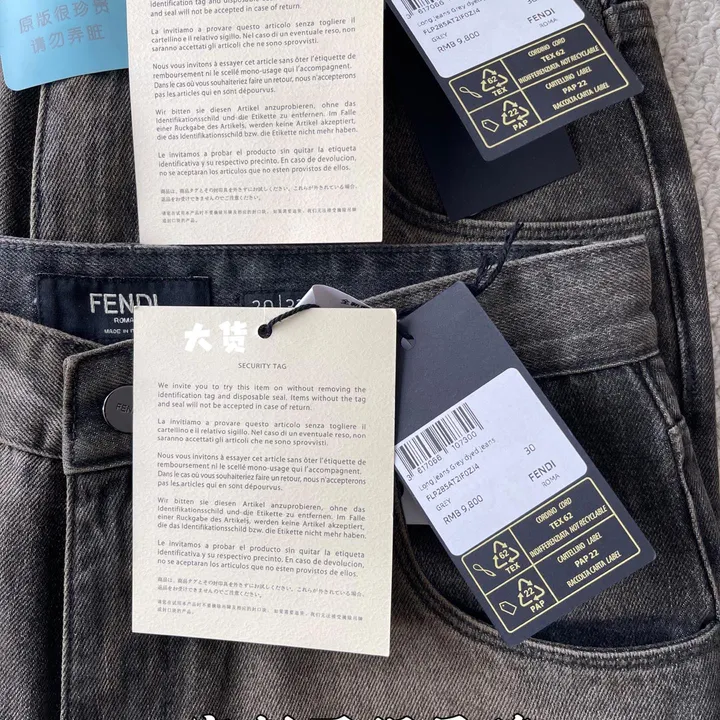 原版很珍贵
请勿弄脏
identification tag and disposable seal. Items without the tag
and seal will not be accepted in case of return.
La invitiamo a provare questo articolo senza togliere il
cartellino e il relativo sigillo. Nel caso di un eventuale reso, non
saranno accettati gli articoli che ne sono sprovvisti.
Nous vous invitons à essayer cet article sans ôter l'étiquette de
remboursement ni le scellé mono-usage qui l'accompagnent.
Dans le cas où vous souhaiteriez faire un retour, nous n'accepterons
pas les articles qui en sont dépourvus.
Wir bitten sie diesen Artikel anzuprobieren, ohne das
Identifikationsschild und die Etikette zu entfernen. Im Falle
einer Rückgabe des Artikels, werden keine Artikel akzeptiert,
die das Identifikationsschild bzw. die Etikette nicht mehr haben.
Le invitamos a probar el producto sin quitar la etiqueta
identificativa y su respectivo precinto. En caso de devolucion,
no se aceptarán los artículos que no estén provistos de ellos.
Long jeans Grey dyed jeans
FLP285AT2IF0ZJ4
30
GREY
RMB 9,800
FENDI
ROMA
CORDINO CORD
TEX 62
INDIFFERENZIATA NOT RECYCLABLE
CARTELLINO LABEL
PAP 22
RACCOLTA CARTA LABEL
62
TEX
22
PAP
FENDI
ROMA
30
大货
SECURITY TAG
We invite you to try this item on without removing the
identification tag and disposable seal. Items without the tag
and seal will not be accepted in case of return.
La invitiamo a provare questo articolo senza togliere il
cartellino e il relativo sigillo. Nel caso di un eventuale reso, non
saranno accettati gli articoli che ne sono sprovvisti.
Nous vous invitons à essayer cet article sans ôter l'étiquette de
remboursement ni le scellé mono-usage qui l'accompagnent.
Dans le cas où vous souhaiteriez faire un retour, nous n'accepterons
pas les articles qui en sont dépourvus.
Wir bitten sie diesen Artikel anzuprobieren, ohne das
Identifikationsschild und die Etikette zu entfernen. Im Falle
einer Rückgabe des Artikels, werden keine Artikel akzeptiert,
die das Identifikationsschild bzw. die Etikette nicht mehr haben.
Le invitamos a probar el producto sin quitar la etiqueta
identificativa y su respectivo precinto. En caso de devolucion,
no se aceptaran los artículos que no estén provistos de ellos.
3 617066 107300
Long jeans Grey dyed jeans
FLP285AT2IF0ZJ4
30
GREY
RMB 9,800
FENDI
ROMA
CORDINO CORD
TEX 62
INDIFFERENZIATA NOT RECYCLABLE
CARTELLINO LABEL
PAP 22
RACCOLTA CARTA LABEL
62
TEX
22
PAP